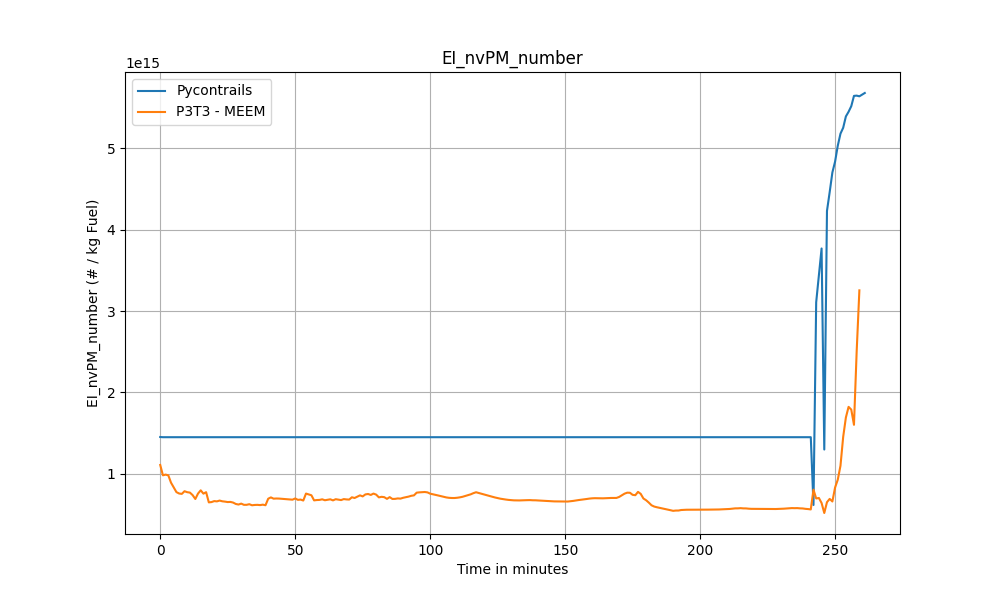 EI_nvPM_number
1e15
Pycontrails
P3T3 - MEEM
EI_nvPM_number (# / kg Fuel)
5
4
3
2
1
0 50 100 150 200 250
Time in minutes